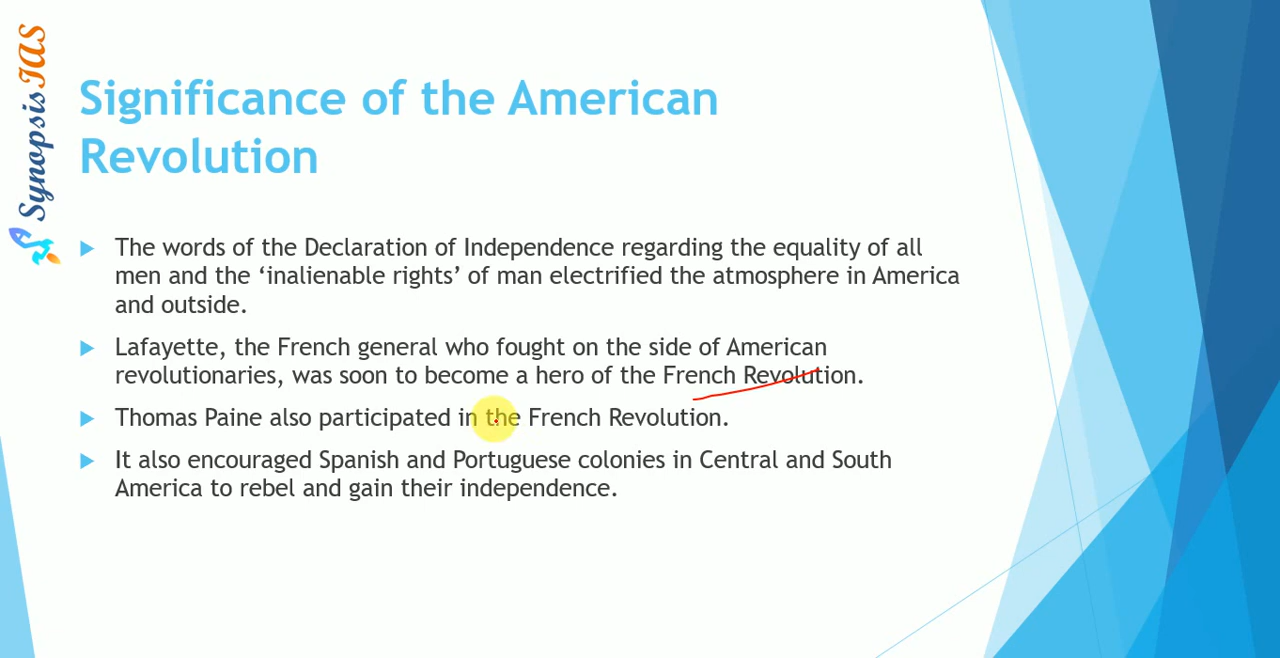 SynopsisIAS
Significance of the American
Revolution
The words of the Declaration of Independence regarding the equality of all
men and the ‘inalienable rights’ of man electrified the atmosphere in America
and outside.
Lafayette, the French general who fought on the side of American
revolutionaries, was soon to become a hero of the French Revolution.
Thomas Paine also participated in the French Revolution.
It also encouraged Spanish and Portuguese colonies in Central and South
America to rebel and gain their independence.